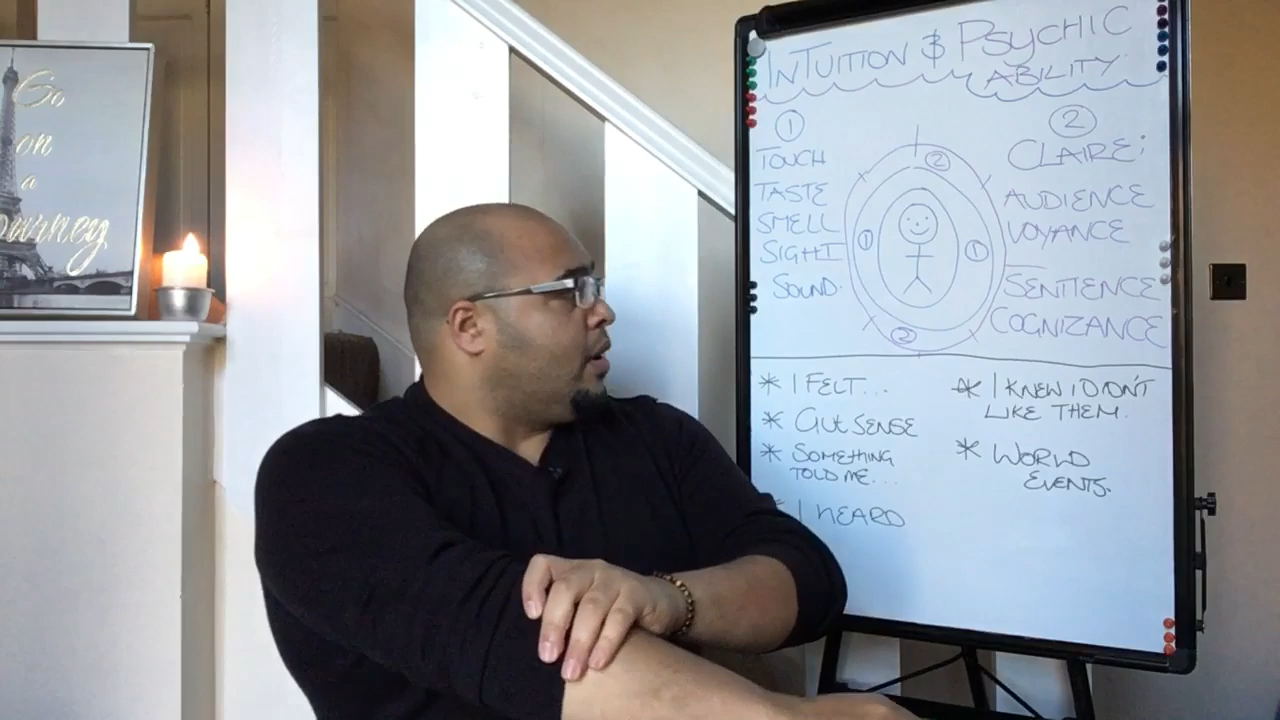 Go
on
a
ourney
INTUITION & PSYCHIC
ABILITY.
①
TOUCH
TASTE
SMELL
SIGHT
SOUND.
②
①
①
②
②
CLAIRE;
AUDIENCE
VOYANCE
SENTIENCE
COGNIZANCE
* I FELT...
* GUT SENSE
* SOMETHING
TOLD ME...
* I HEARD
* I KNEW I DIDN'T
LIKE THEM.
* WORLD
EVENTS.